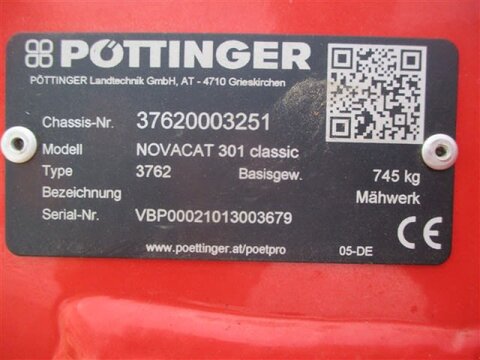 PÖTTINGER
PÖTTINGER Landtechnik GmbH, AT - 4710 Grieskirchen
Chassis-Nr. 37620003251
Modell NOVACAT 301 classic
Type 3762 Basisgew. 745 kg
Bezeichnung Mähwerk
Serial-Nr. VBP00021013003679
www.poettinger.at/poetpro 05-DE CE